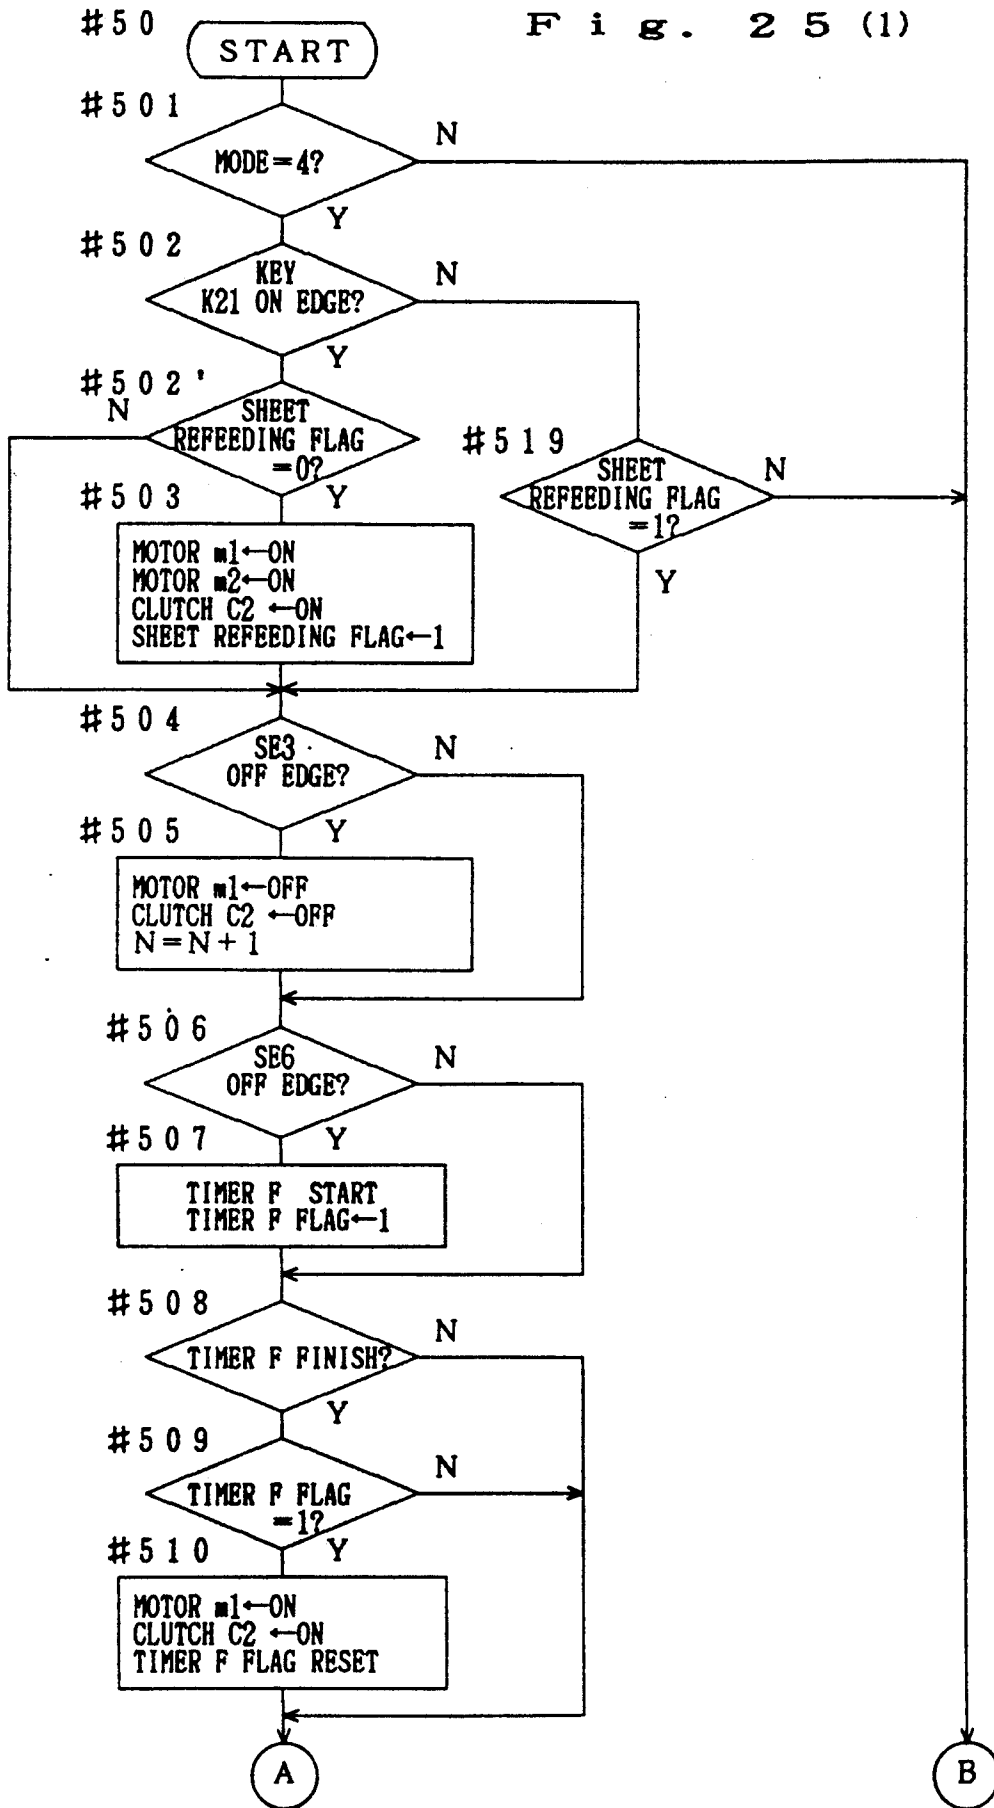 Fig. 25 (1)
#50
START
#501
MODE=4?
N
Y
#502
KEY
K21 ON EDGE?
N
Y
#502'
N
SHEET
REFEEDING FLAG
=0?
Y
#519
SHEET
REFEEDING FLAG
=1?
N
Y
#503
MOTOR m1←ON
MOTOR m2←ON
CLUTCH C2 ←ON
SHEET REFEEDING FLAG←1
#504
SE3
OFF EDGE?
N
Y
#505
MOTOR m1←OFF
CLUTCH C2 ←OFF
N=N+1
#506
SE6
OFF EDGE?
N
Y
#507
TIMER F START
TIMER F FLAG←1
#508
TIMER F FINISH?
N
Y
#509
TIMER F FLAG
=1?
N
Y
#510
MOTOR m1←ON
CLUTCH C2 ←ON
TIMER F FLAG RESET
A
B